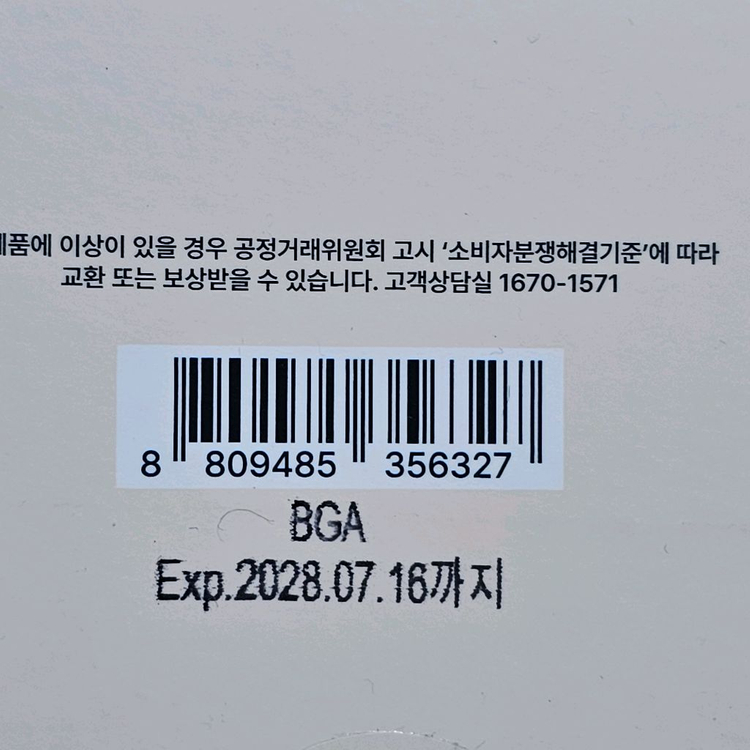 제품에 이상이 있을 경우 공정거래위원회 고시 ‘소비자분쟁해결기준’에 따라
교환 또는 보상받을 수 있습니다. 고객상담실 1670-1571
8 809485 356327
BGA
Exp.2028.07.16까지